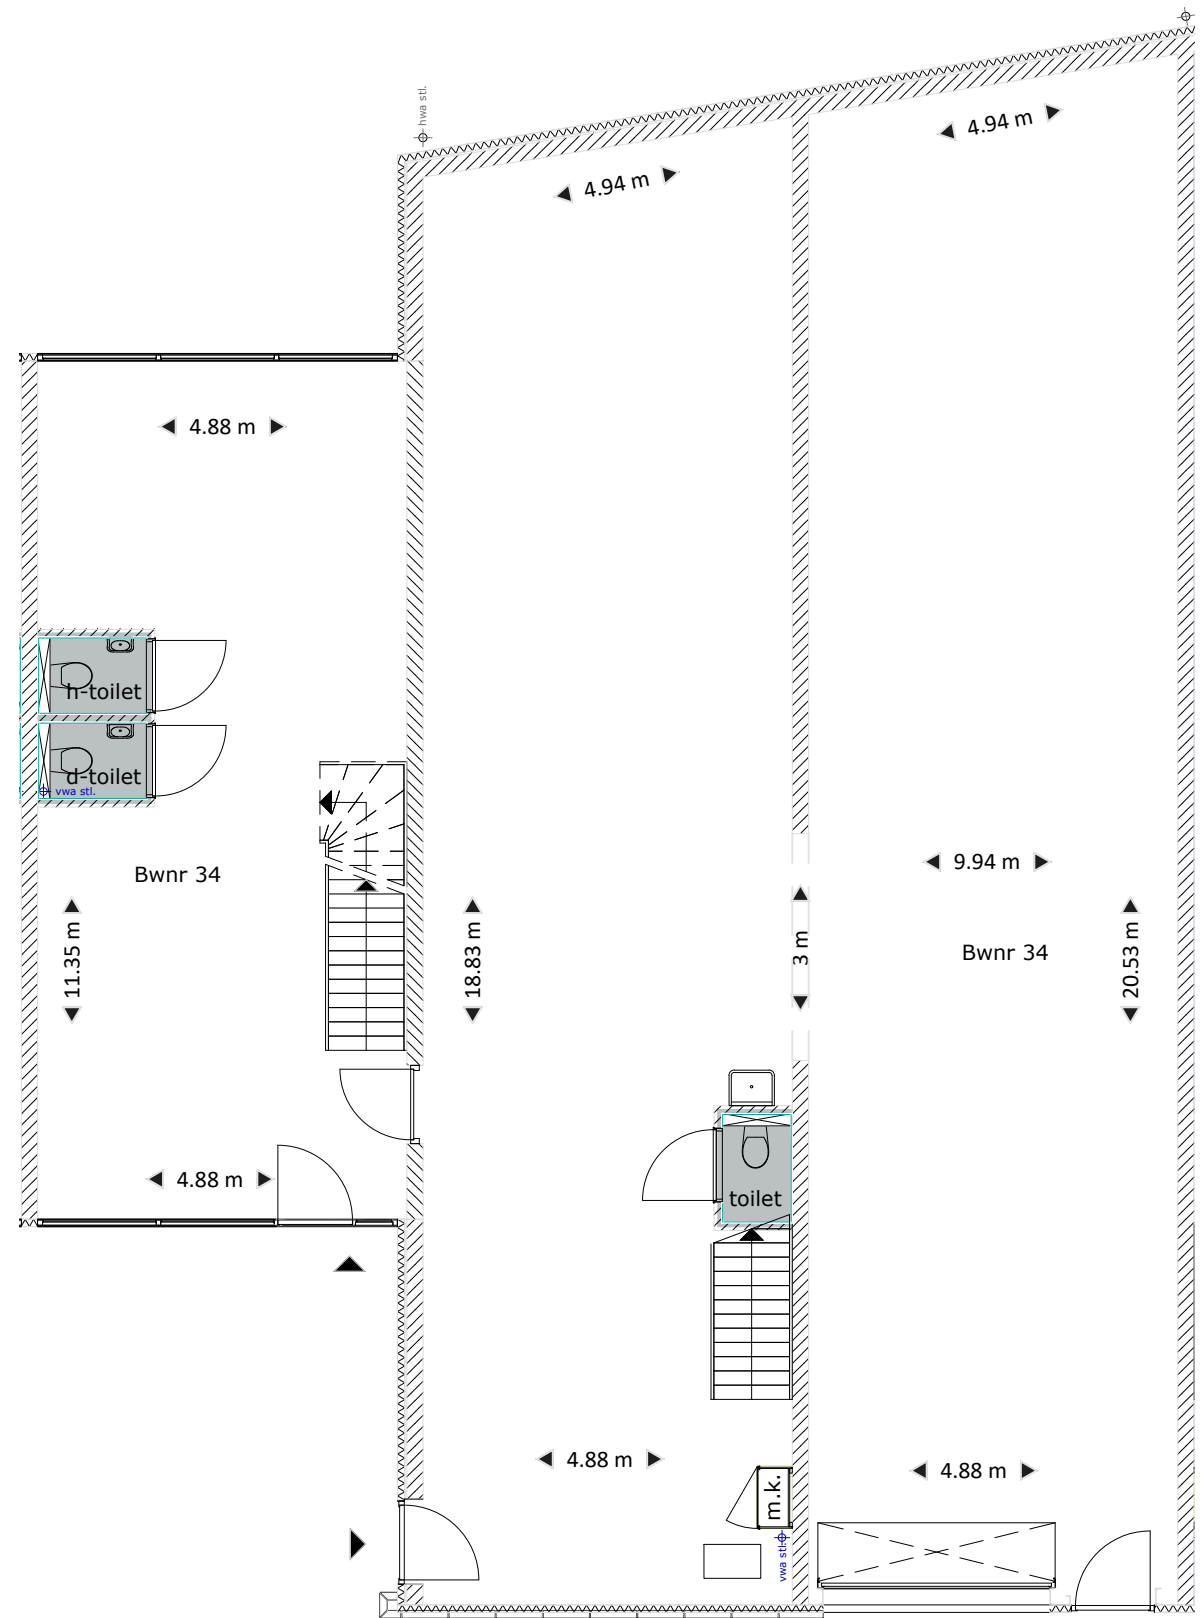 hwa stl.
4.94 m
4.94 m
4.88 m
h-toilet
d-toilet
vwa stl.
Bwnr 34
9.94 m
11.35 m
18.83 m
3 m
Bwnr 34
20.53 m
4.88 m
toilet
4.88 m
4.88 m
m.k.
vwa stl.